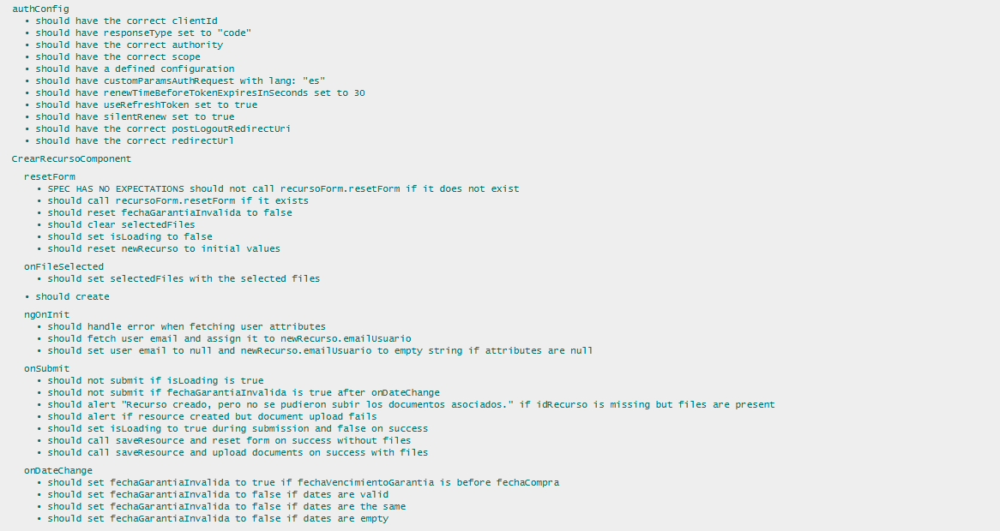 authConfig
• should have the correct clientId
• should have responseType set to "code"
• should have the correct authority
• should have the correct scope
• should have a defined configuration
• should have customParamsAuthRequest with lang: "es"
• should have renewTimeBeforeTokenExpiresInSeconds set to 30
• should have useRefreshToken set to true
• should have silentRenew set to true
• should have the correct postLogoutRedirectUri
• should have the correct redirectUrl
CrearRecursoComponent
resetForm
• SPEC HAS NO EXPECTATIONS should not call recursoForm.resetForm if it does not exist
• should call recursoForm.resetForm if it exists
• should reset fechaGarantiaInvalida to false
• should clear selectedFiles
• should set isLoading to false
• should reset newRecurso to initial values
onFileSelected
• should set selectedFiles with the selected files
• should create
ngOnInit
• should handle error when fetching user attributes
• should fetch user email and assign it to newRecurso.emailUsuario
• should set user email to null and newRecurso.emailUsuario to empty string if attributes are null
onSubmit
• should not submit if isLoading is true
• should not submit if fechaGarantiaInvalida is true after onDateChange
• should alert "Recurso creado, pero no se pudieron subir los documentos asociados." if idRecurso is missing but files are present
• should alert if resource created but document upload fails
• should set isLoading to true during submission and false on success
• should call saveResource and reset form on success without files
• should call saveResource and upload documents on success with files
onDateChange
• should set fechaGarantiaInvalida to true if fechaVencimientoGarantia is before fechaCompra
• should set fechaGarantiaInvalida to false if dates are valid
• should set fechaGarantiaInvalida to false if dates are the same
• should set fechaGarantiaInvalida to false if dates are empty